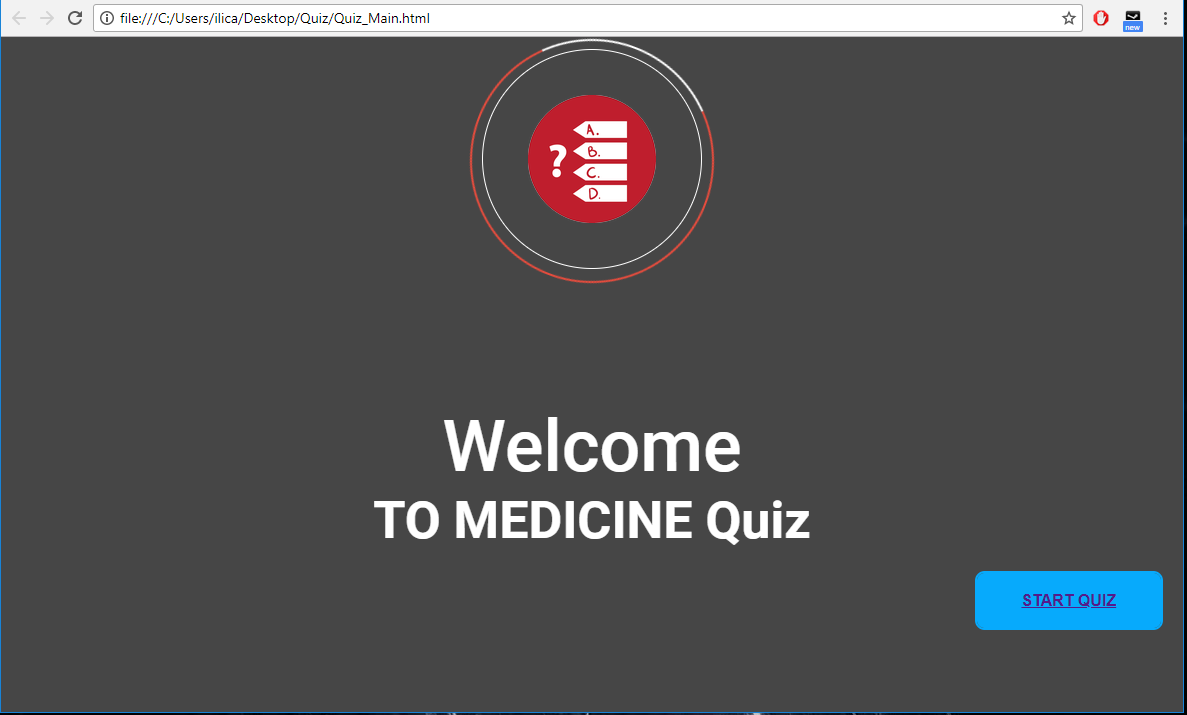 file:///C:/Users/ilica/Desktop/Quiz/Quiz_Main.html
new
A.
?
B.
C.
D.
Welcome
TO MEDICINE Quiz
START QUIZ